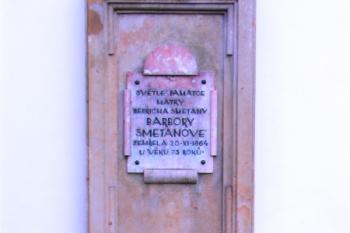 SVĚTLÉ PAMÁTCE
MATKY
BEDŘICHA SMETANY
BARBORY
SMETANOVÉ
ZEMŘELA 20·XI·1864
U VĚKU 73 ROKŮ·